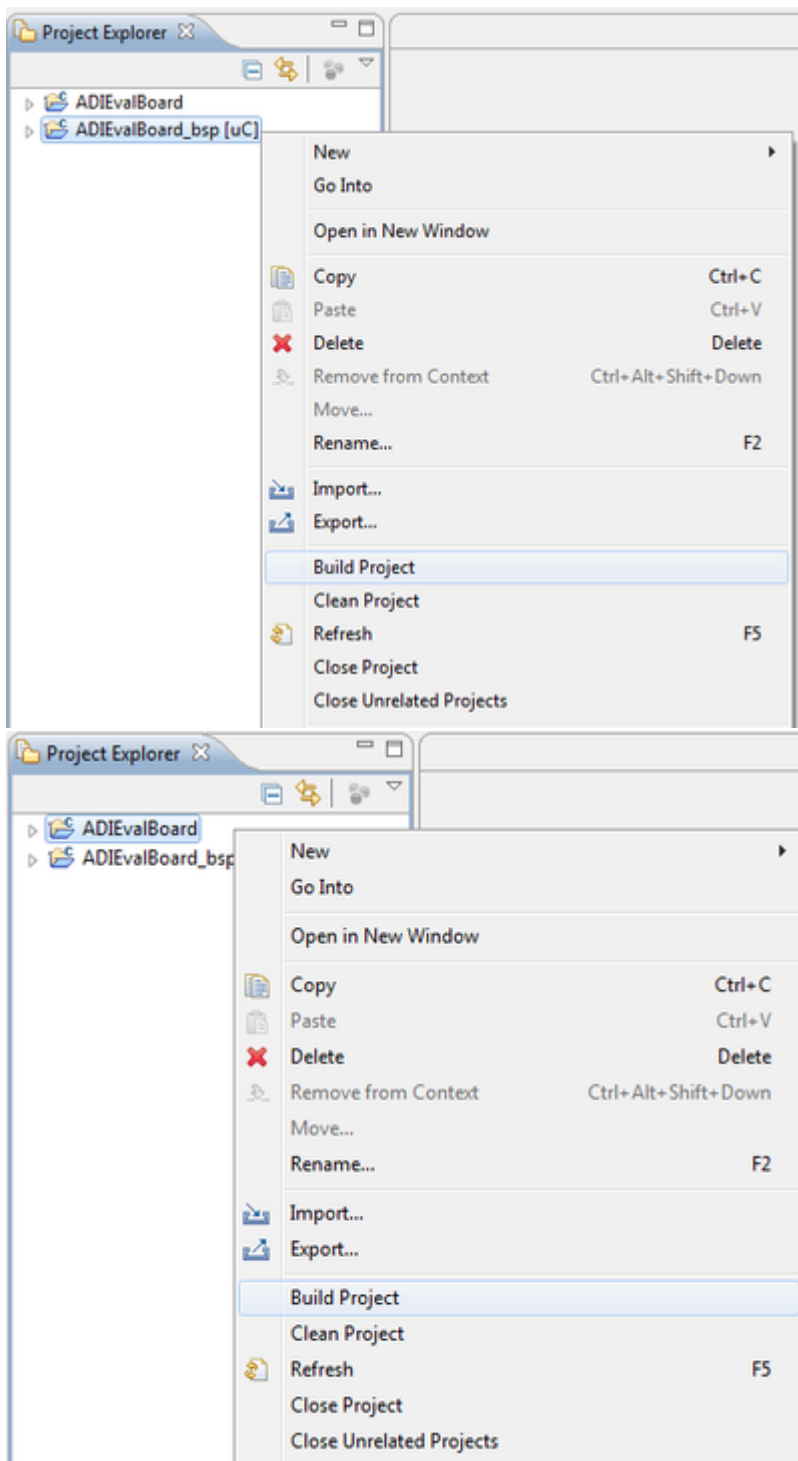 Project Explorer
ADIEvalBoard
ADIEvalBoard_bsp [uC]
New
Go Into
Open in New Window
Copy Ctrl+C
Paste Ctrl+V
Delete Delete
Remove from Context Ctrl+Alt+Shift+Down
Move...
Rename... F2
Import...
Export...
Build Project
Clean Project
Refresh F5
Close Project
Close Unrelated Projects
Project Explorer
ADIEvalBoard
ADIEvalBoard_bsp
New
Go Into
Open in New Window
Copy Ctrl+C
Paste Ctrl+V
Delete Delete
Remove from Context Ctrl+Alt+Shift+Down
Move...
Rename... F2
Import...
Export...
Build Project
Clean Project
Refresh F5
Close Project
Close Unrelated Projects